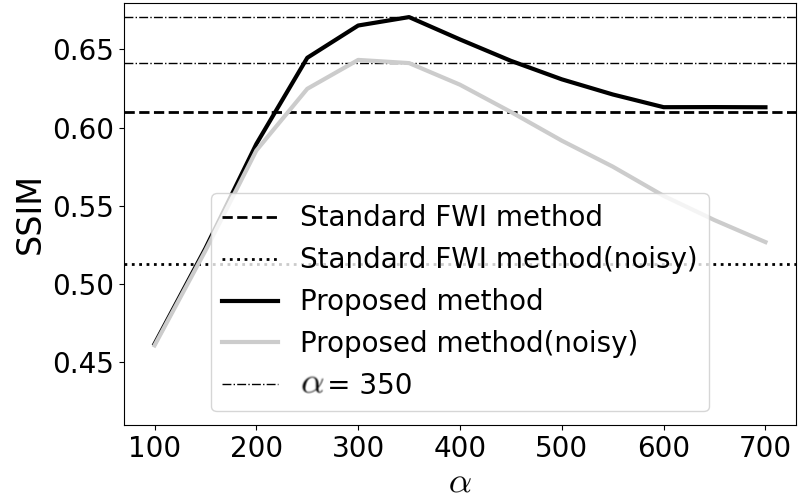 SSIM
0.65
0.60
0.55
0.50
0.45
Standard FWI method
Standard FWI method(noisy)
Proposed method
Proposed method(noisy)
α = 350
100 200 300 400 500 600 700
α